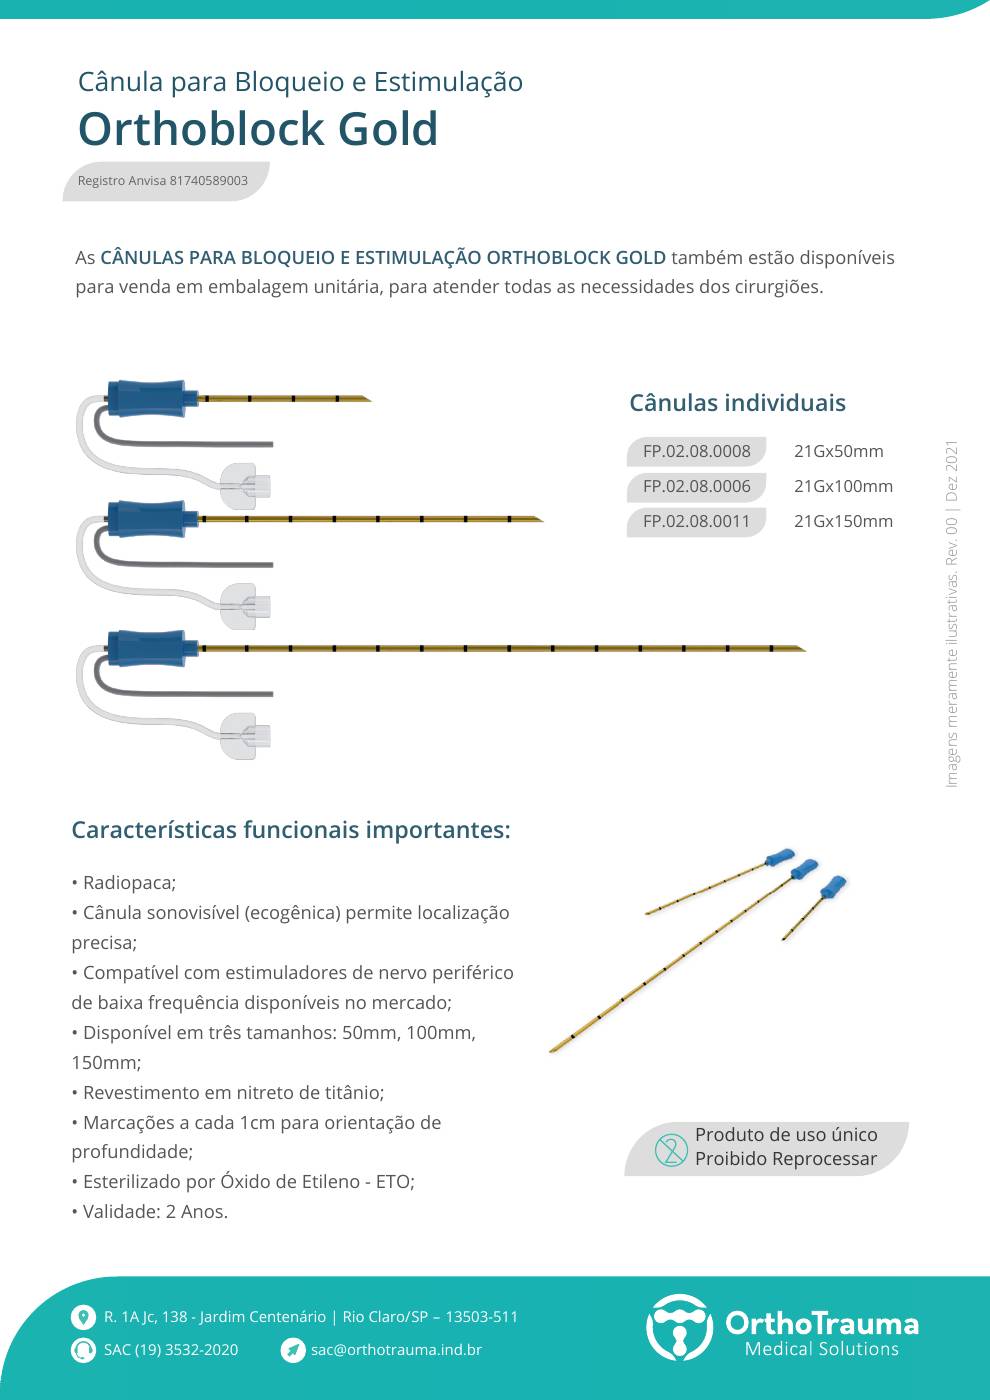 Cânula para Bloqueio e Estimulação
Orthoblock Gold
Registro Anvisa 81740589003
As CÂNULAS PARA BLOQUEIO E ESTIMULAÇÃO ORTHOBLOCK GOLD também estão disponíveis
para venda em embalagem unitária, para atender todas as necessidades dos cirurgiões.
Cânulas individuais
FP.02.08.0008 21Gx50mm
FP.02.08.0006 21Gx100mm
FP.02.08.0011 21Gx150mm
Imagens meramente ilustrativas. Rev. 00 | Dez 2021
Características funcionais importantes:
• Radiopaca;
• Cânula sonovisível (ecogênica) permite localização
precisa;
• Compatível com estimuladores de nervo periférico
de baixa frequência disponíveis no mercado;
• Disponível em três tamanhos: 50mm, 100mm,
150mm;
• Revestimento em nitreto de titânio;
• Marcações a cada 1cm para orientação de
profundidade;
• Esterilizado por Óxido de Etileno - ETO;
• Validade: 2 Anos.
2
Produto de uso único
Proibido Reprocessar
R. 1A Jc, 138 - Jardim Centenário | Rio Claro/SP – 13503-511
SAC (19) 3532-2020 sac@orthotrauma.ind.br
OrthoTrauma
Medical Solutions